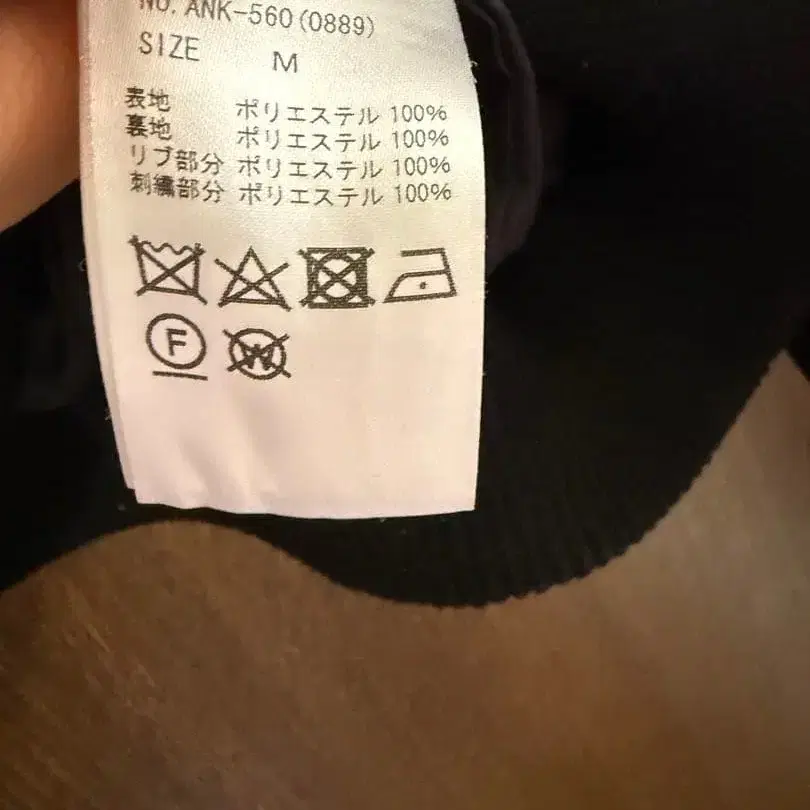 NO. ANK-560(0889)
SIZE M
表地 ポリエステル 100%
裏地 ポリエステル 100%
リブ部分 ポリエステル 100%
刺繍部分 ポリエステル 100%
F W